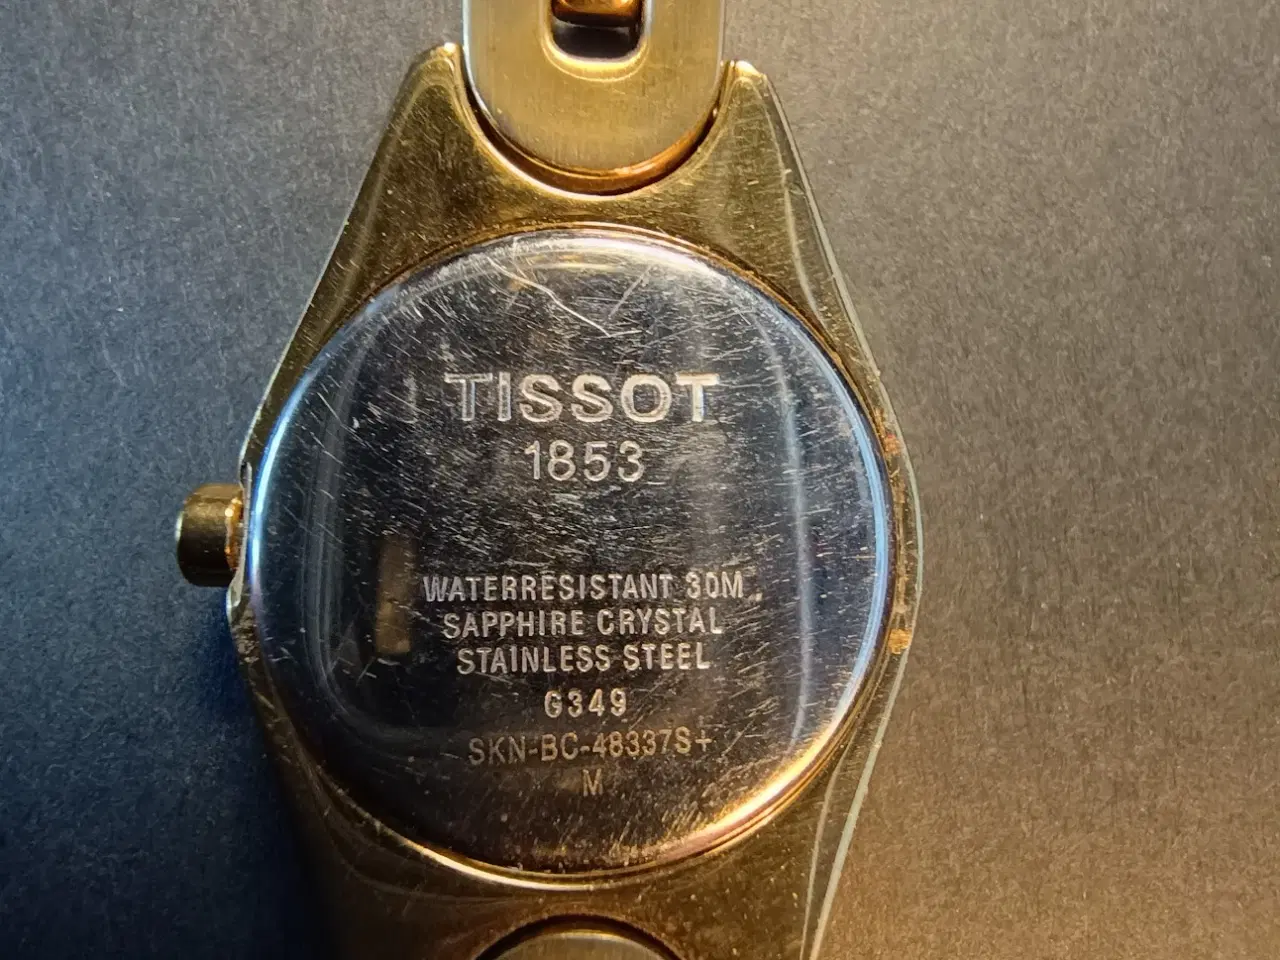 TISSOT
1853
WATERRESISTANT 30M
SAPPHIRE CRYSTAL
STAINLESS STEEL
G349
SKN-BC-48337S+
M